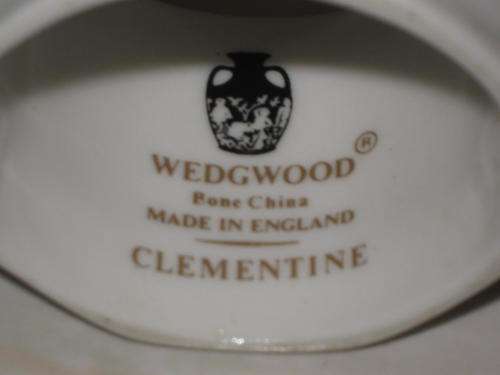 WEDGWOOD®
Bone China
MADE IN ENGLAND
CLEMENTINE